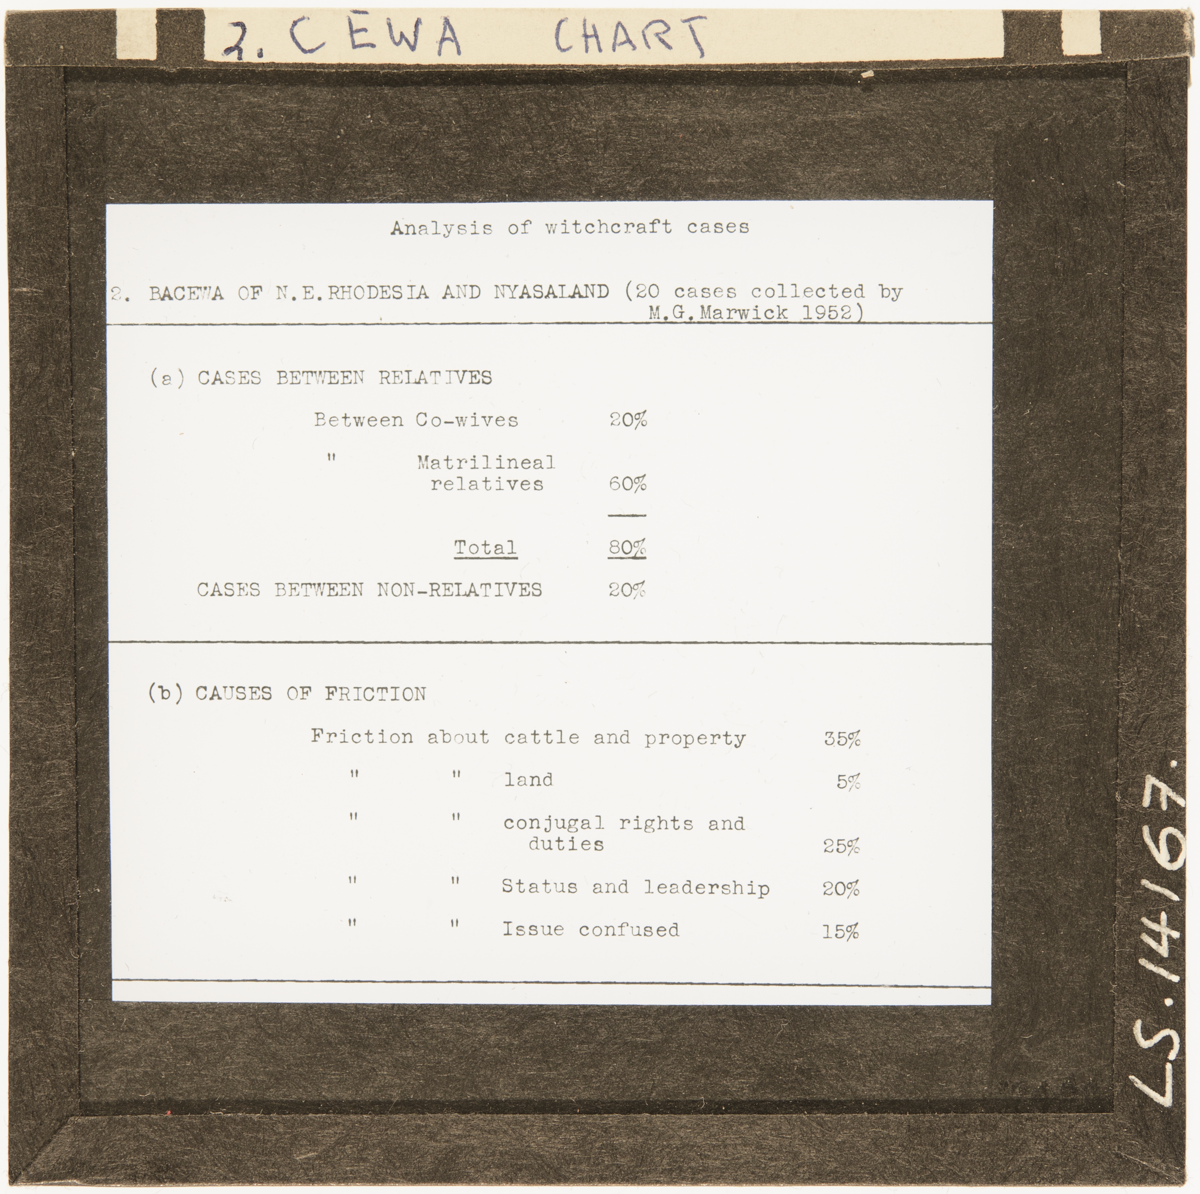 2. CEWA CHART
Analysis of witchcraft cases
2. BACEWA OF N.E.RHODESIA AND NYASALAND (20 cases collected by
M.G.Marwick 1952)
(a) CASES BETWEEN RELATIVES
Between Co-wives 20%
" Matrilineal
relatives 60%
Total 80%
CASES BETWEEN NON-RELATIVES 20%
(b) CAUSES OF FRICTION
Friction about cattle and property 35%
" " land 5%
" " conjugal rights and
duties 25%
" " Status and leadership 20%
" " Issue confused 15%
LS.14167.